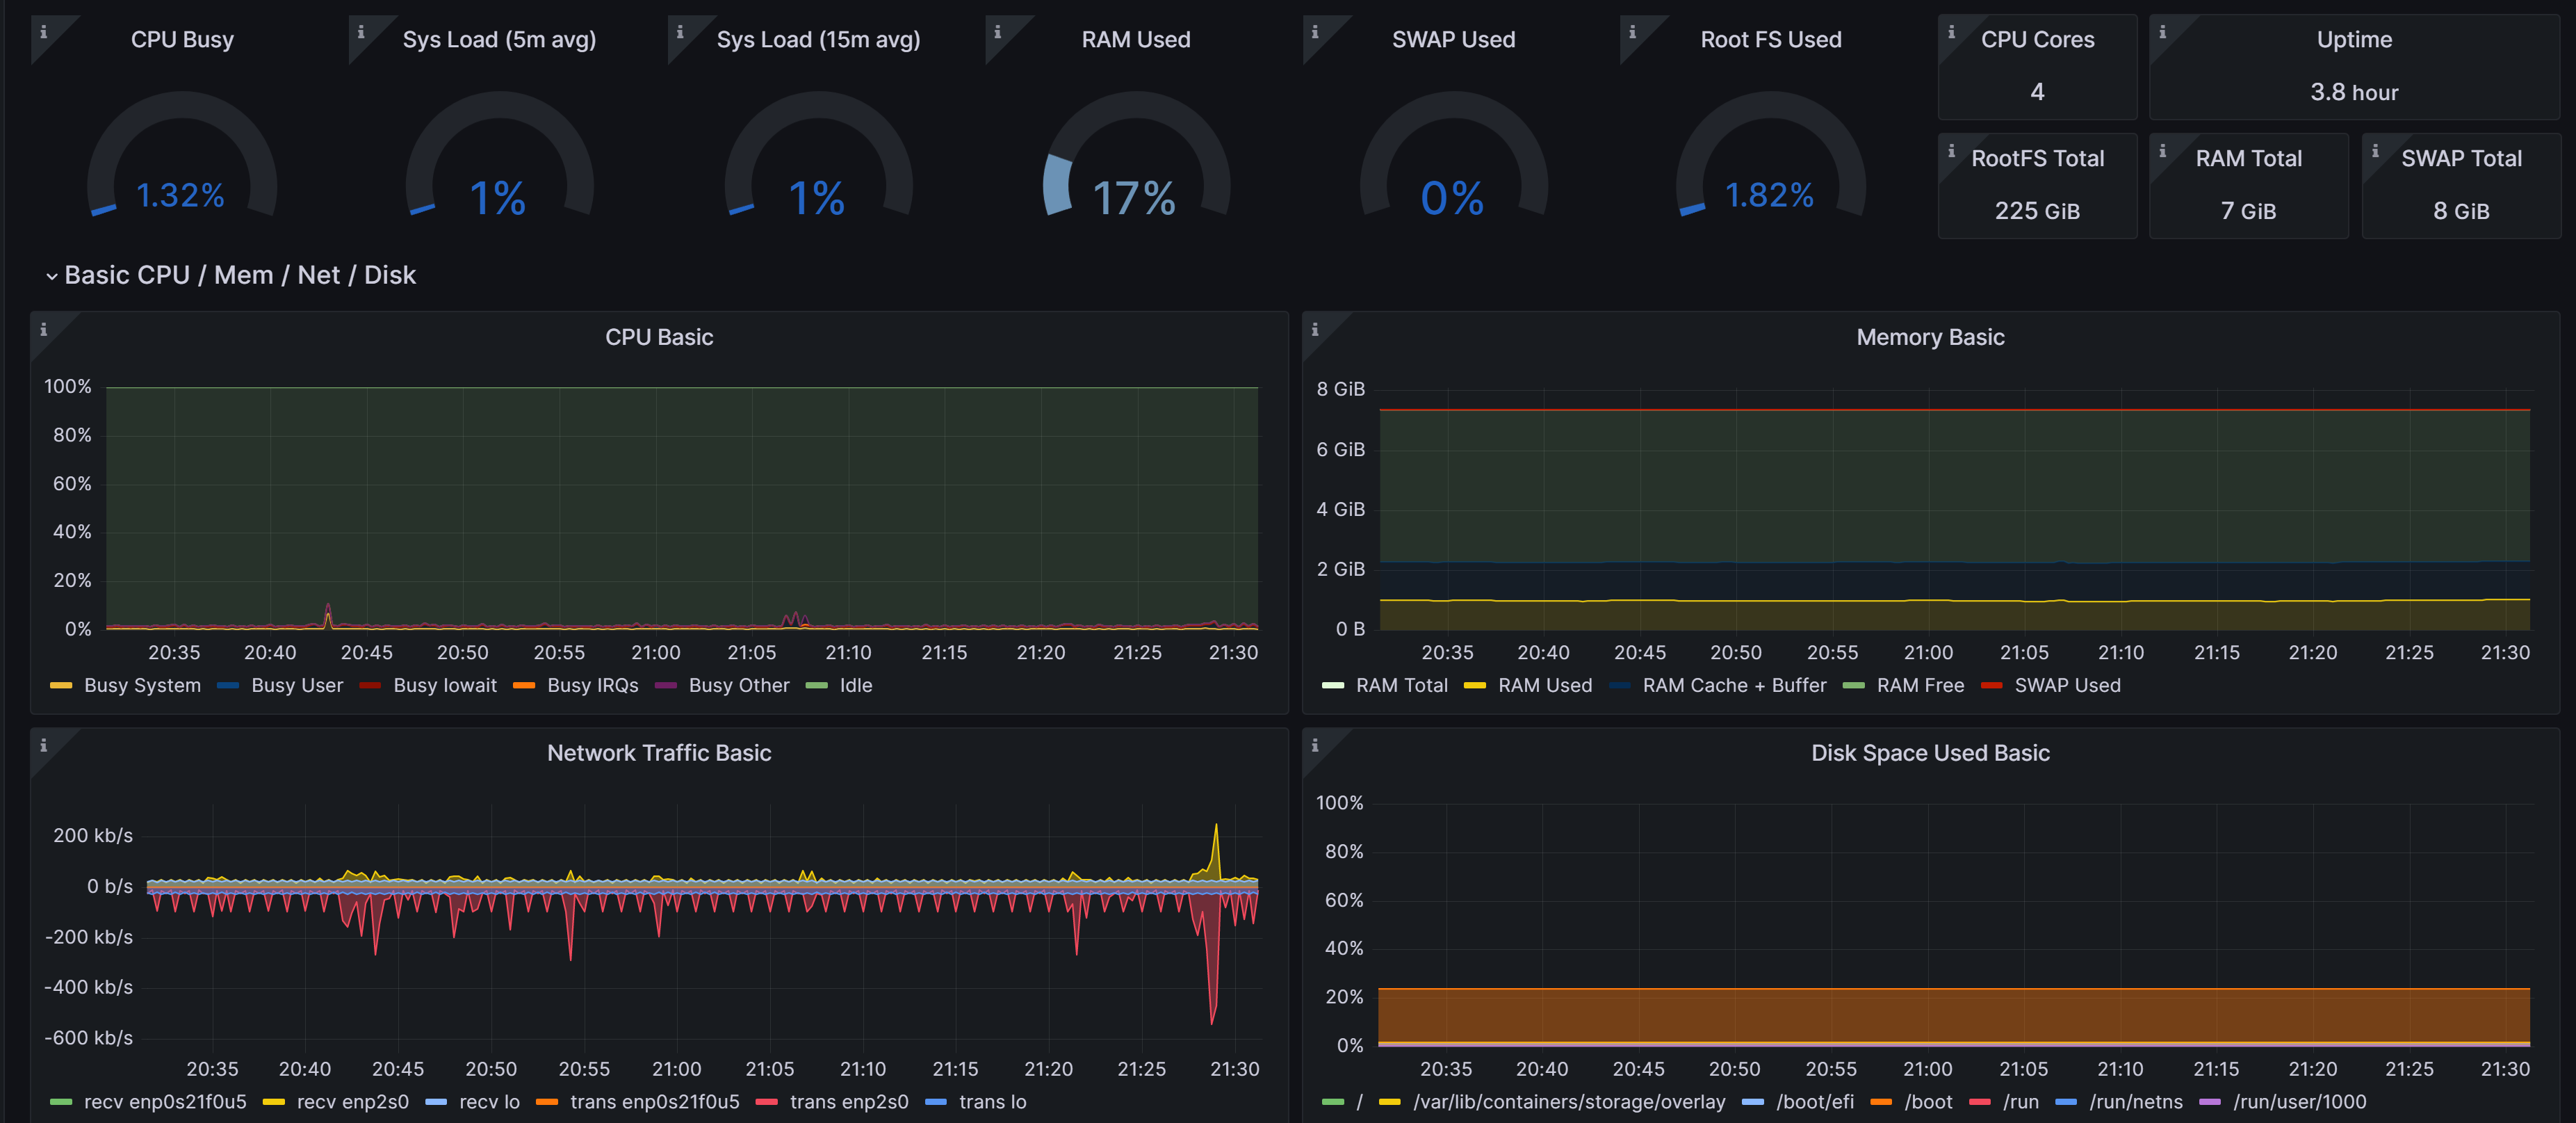 CPU Busy
Sys Load (5m avg)
Sys Load (15m avg)
RAM Used
SWAP Used
Root FS Used
CPU Cores
Uptime
1.32%
1%
1%
17%
0%
1.82%
4
3.8 hour
RootFS Total
RAM Total
SWAP Total
225 GiB
7 GiB
8 GiB
Basic CPU / Mem / Net / Disk
CPU Basic
100%
80%
60%
40%
20%
0%
20:35 20:40 20:45 20:50 20:55 21:00 21:05 21:10 21:15 21:20 21:25 21:30
Busy System Busy User Busy Iowait Busy IRQs Busy Other Idle
Memory Basic
8 GiB
6 GiB
4 GiB
2 GiB
0 B
20:35 20:40 20:45 20:50 20:55 21:00 21:05 21:10 21:15 21:20 21:25 21:30
RAM Total RAM Used RAM Cache + Buffer RAM Free SWAP Used
Network Traffic Basic
200 kb/s
0 b/s
-200 kb/s
-400 kb/s
-600 kb/s
20:35 20:40 20:45 20:50 20:55 21:00 21:05 21:10 21:15 21:20 21:25 21:30
recv enp0s21f0u5 recv enp2s0 recv lo trans enp0s21f0u5 trans enp2s0 trans lo
Disk Space Used Basic
100%
80%
60%
40%
20%
0%
20:35 20:40 20:45 20:50 20:55 21:00 21:05 21:10 21:15 21:20 21:25 21:30
/ /var/lib/containers/storage/overlay /boot/efi /boot /run /run/netns /run/user/1000